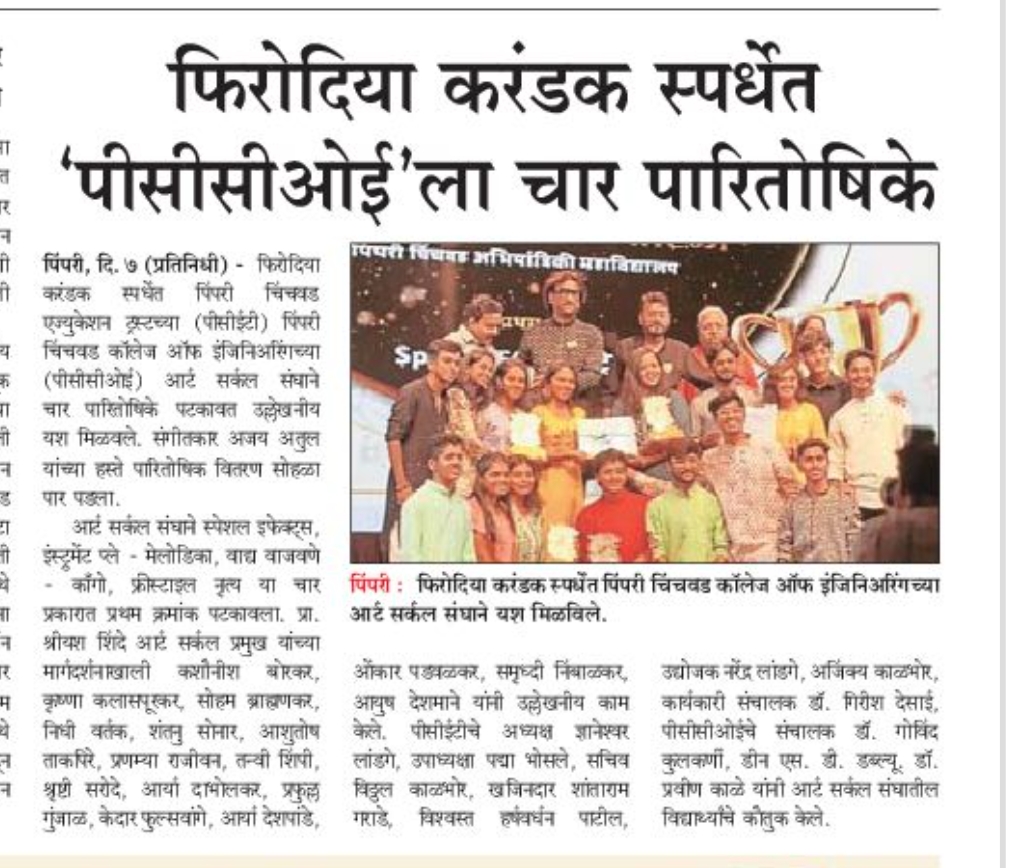 फिरोदिया करंडक स्पर्धेत
‘पीसीसीओई’ला चार पारितोषिके
पिंपरी, दि. ७ (प्रतिनिधी) - फिरोदिया
करंडक स्पर्धेत पिंपरी चिंचवड
एज्युकेशन ट्रस्टच्या (पीसीईटी) पिंपरी
चिंचवड कॉलेज ऑफ इंजिनिअरिंगच्या
(पीसीसीओई) आर्ट सर्कल संघाने
चार पारितोषिके पटकावत उल्लेखनीय
यश मिळवले. संगीतकार अजय अतुल
यांच्या हस्ते पारितोषिक वितरण सोहळा
पार पडला.
आर्ट सर्कल संघाने स्पेशल इफेक्ट्स,
इंस्ट्रुमेंट प्ले - मेलोडिका, वाद्य वाजवणे
- काँगो, फ्रीस्टाइल नृत्य या चार
प्रकारात प्रथम क्रमांक पटकावला. प्रा.
श्रीयश शिंदे आर्ट सर्कल प्रमुख यांच्या
मार्गदर्शनाखाली कशौनीश बोरकर,
कृष्णा कलासपूरकर, सोहम ब्राह्मणकर,
निधी वर्तक, शंतनु सोनार, आशुतोष
ताकपिरे, प्रणम्या राजीवन, तन्वी शिंपी,
श्रृष्टी सरोदे, आर्या दाभोलकर, प्रफुल्ल
गुंजाळ, केदार फुल्सवांगे, आर्या देशपांडे,
पिंपरी चिंचवड अभियांत्रिकी महाविद्यालय
पिंपरी : फिरोदिया करंडक स्पर्धेत पिंपरी चिंचवड कॉलेज ऑफ इंजिनिअरिंगच्या
आर्ट सर्कल संघाने यश मिळविले.
ओंकार पडवळकर, समृध्दी निंबाळकर,
आयुष देशमाने यांनी उल्लेखनीय काम
केले. पीसीईटीचे अध्यक्ष ज्ञानेश्वर
लांडगे, उपाध्यक्षा पद्मा भोसले, सचिव
विठ्ठल काळभोर, खजिनदार शांताराम
गराडे, विश्वस्त हर्षवर्धन पाटील,
उद्योजक नरेंद्र लांडगे, अजिंक्य काळभोर,
कार्यकारी संचालक डॉ. गिरीश देसाई,
पीसीसीओईचे संचालक डॉ. गोविंद
कुलकर्णी, डीन एस. डी. डब्ल्यू. डॉ.
प्रवीण काळे यांनी आर्ट सर्कल संघातील
विद्यार्थ्यांचे कौतुक केले.